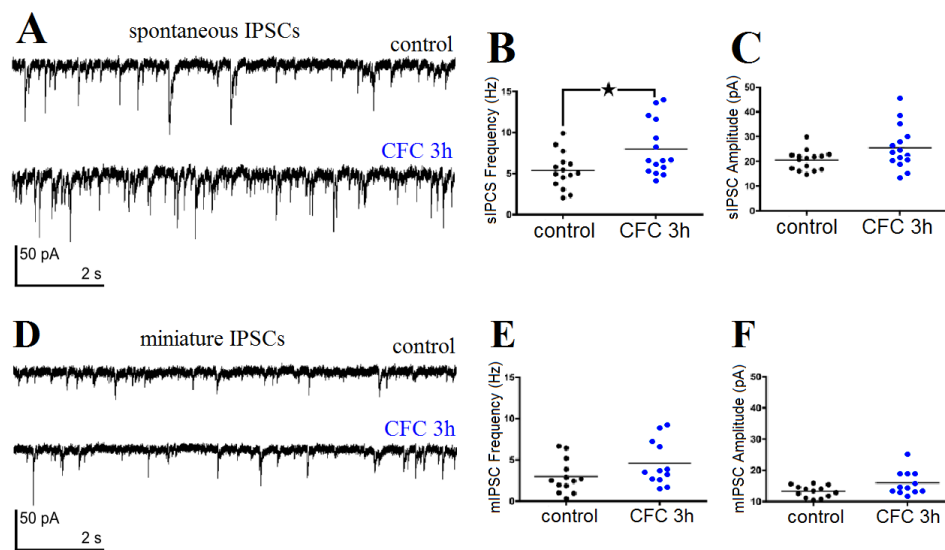 A
spontaneous IPSCs
control
CFC 3h
50 pA
2 s
B
sIPCS Frequency (Hz)
15
10
5
0
control
CFC 3h
C
sIPSC Amplitude (pA)
50
40
30
20
10
0
control
CFC 3h
D
miniature IPSCs
control
CFC 3h
50 pA
2 s
E
mIPSC Frequency (Hz)
15
10
5
0
control
CFC 3h
F
mIPSC Amplitude (pA)
50
40
30
20
10
10
control
CFC 3h